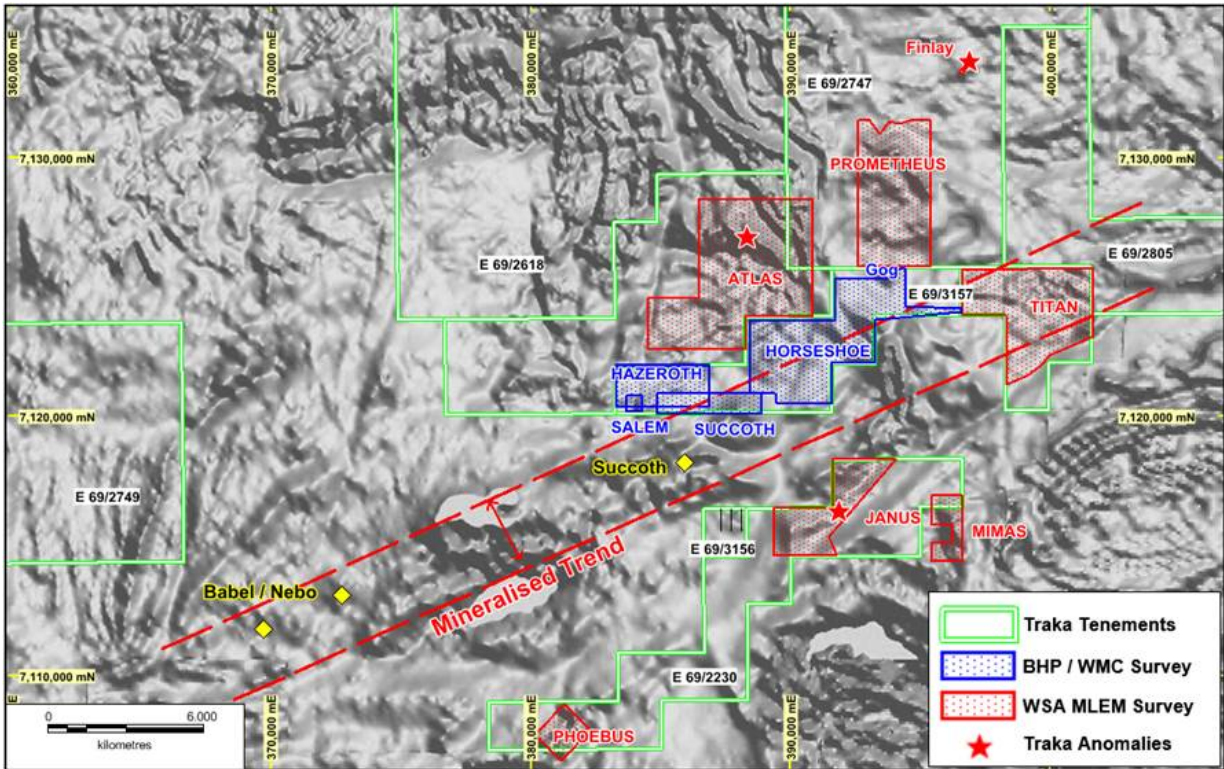 360,000 mE
370,000 mE
380,000 mE
390,000 mE
400,000 mE
Finlay
E 69/2747
7,130,000 mN
7,130,000 mN
PROMETHEUS
E 69/2618
E 69/2805
ATLAS
Gog
E 69/3157
TITAN
HORSESHOE
HAZEROTH
7,120,000 mN
7,120,000 mN
SALEM
SUCCOTH
Succoth
E 69/2749
JANUS
MIMAS
E 69/3156
Mineralised Trend
Babel / Nebo
7,110,000 mN
E 69/2230
PHOEBUS
E
370,000 mE
380,000 mE
390,000 mE
0 6.000
kilometres
Traka Tenements
BHP / WMC Survey
WSA MLEM Survey
Traka Anomalies